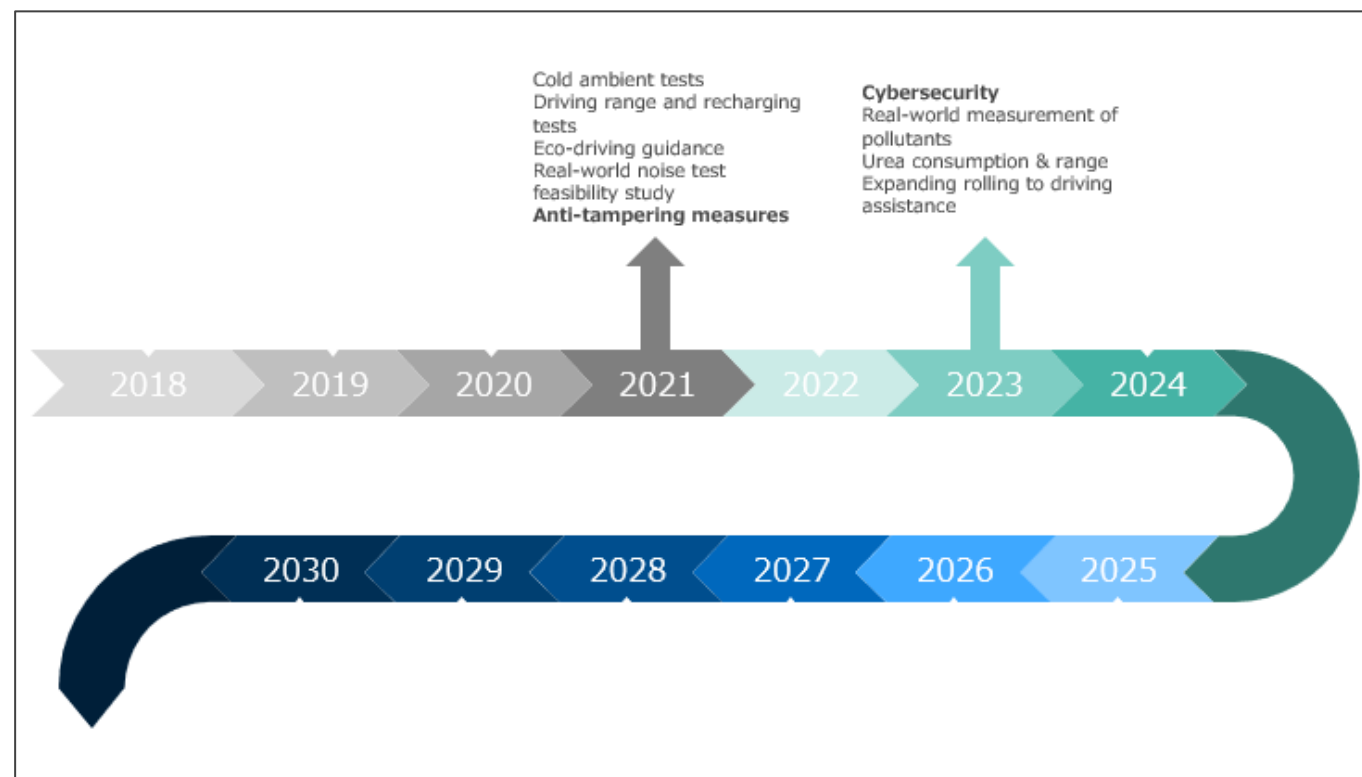 Cold ambient tests
Driving range and recharging
tests
Eco-driving guidance
Real-world noise test
feasibility study
Anti-tampering measures
Cybersecurity
Real-world measurement of
pollutants
Urea consumption & range
Expanding rolling to driving
assistance
2018
2019
2020
2021
2022
2023
2024
2030
2029
2028
2027
2026
2025